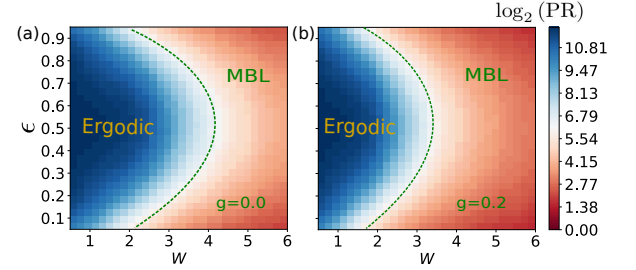 log₂ (PR)
(a)
(b)
0.9
0.8
0.7
0.6
0.5
0.4
0.3
0.2
0.1
ϵ
MBL
Ergodic
g=0.0
1 2 3 4 5 6
W
MBL
Ergodic
g=0.2
1 2 3 4 5 6
W
10.81
9.47
8.13
6.79
5.54
4.15
2.77
1.38
0.00